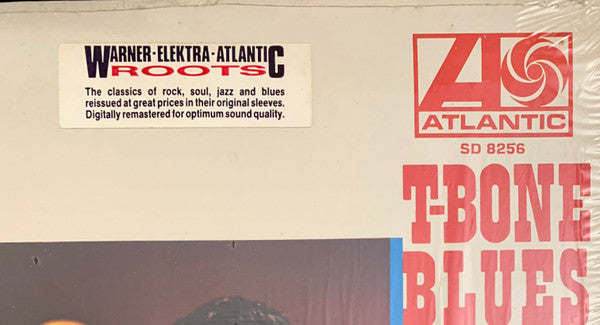 WARNER-ELEKTRA-ATLANTIC
ROOTS
The classics of rock, soul, jazz and blues
reissued at great prices in their original sleeves.
Digitally remastered for optimum sound quality.
ATLANTIC
SD 8256
T-BONE
BLUES